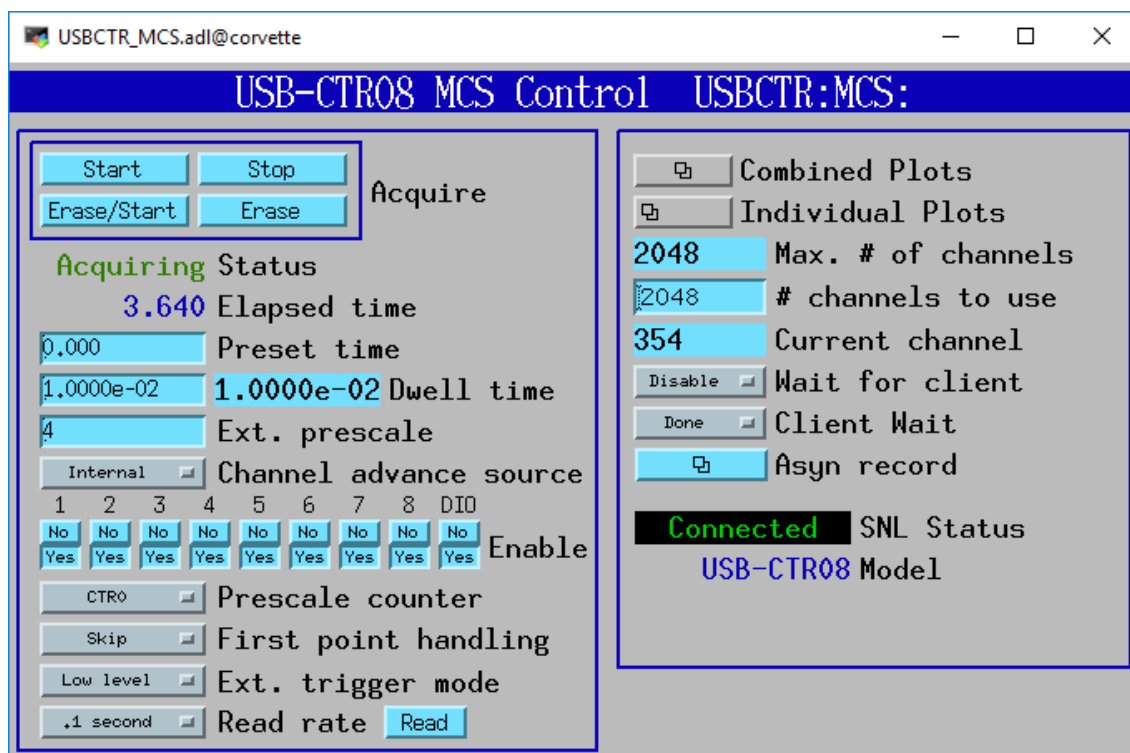 USBCTR_MCS.adl@corvette
USB-CTR08 MCS Control USBCTR:MCS:
Start Stop
Erase/Start Erase
Acquire
Acquiring Status
3.640 Elapsed time
0.000 Preset time
1.0000e-02 1.0000e-02 Dwell time
4 Ext. prescale
Internal Channel advance source
1 2 3 4 5 6 7 8 DIO
No No No No No No No No No
Yes Yes Yes Yes Yes Yes Yes Yes Yes
Enable
CTR0 Prescale counter
Skip First point handling
Low level Ext. trigger mode
.1 second Read rate Read
Combined Plots
Individual Plots
2048 Max. # of channels
2048 # channels to use
354 Current channel
Disable Wait for client
Done Client Wait
Asyn record
Connected SNL Status
USB-CTR08 Model